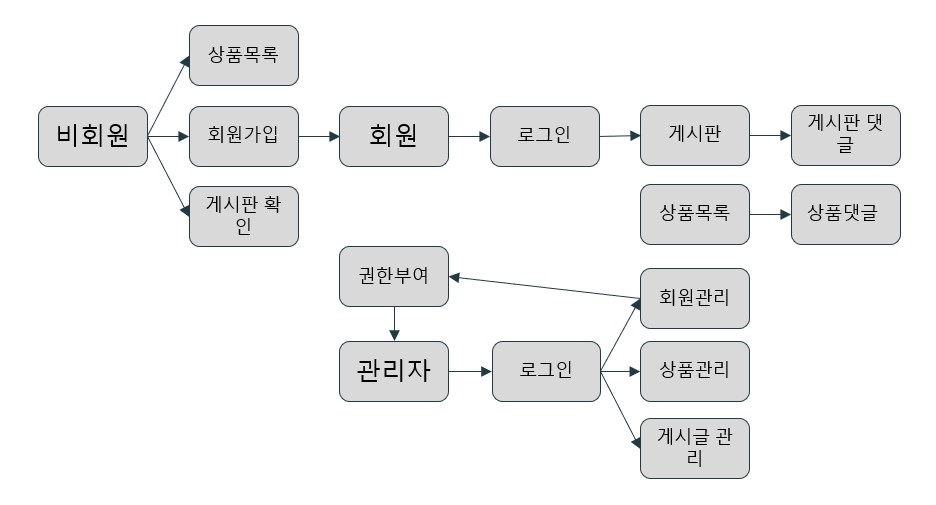 상품목록
비회원
회원가입
회원
로그인
게시판
게시판 댓
글
게시판 확
인
상품목록
상품댓글
권한부여
회원관리
관리자
로그인
상품관리
게시글 관
리